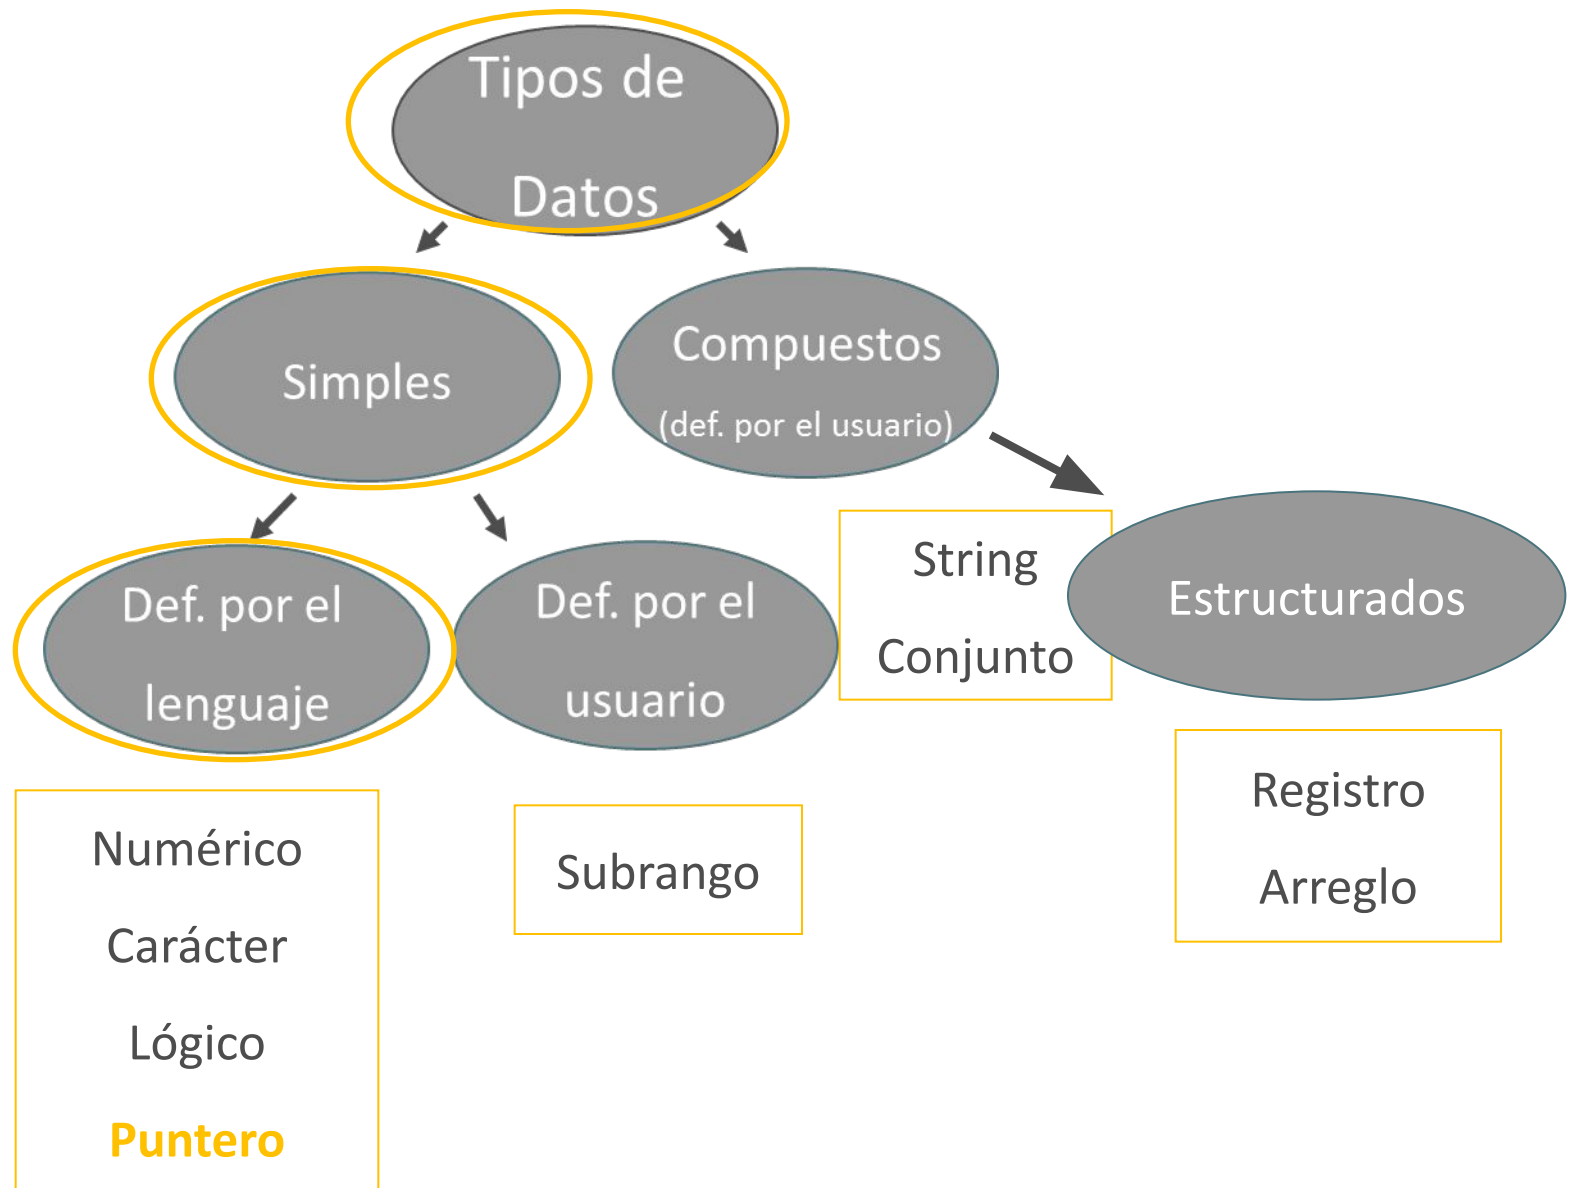 Tipos de
Datos
Simples
Compuestos
(def. por el usuario)
Def. por el
lenguaje
Def. por el
usuario
String
Conjunto
Estructurados
Numérico
Carácter
Lógico
Puntero
Subrango
Registro
Arreglo